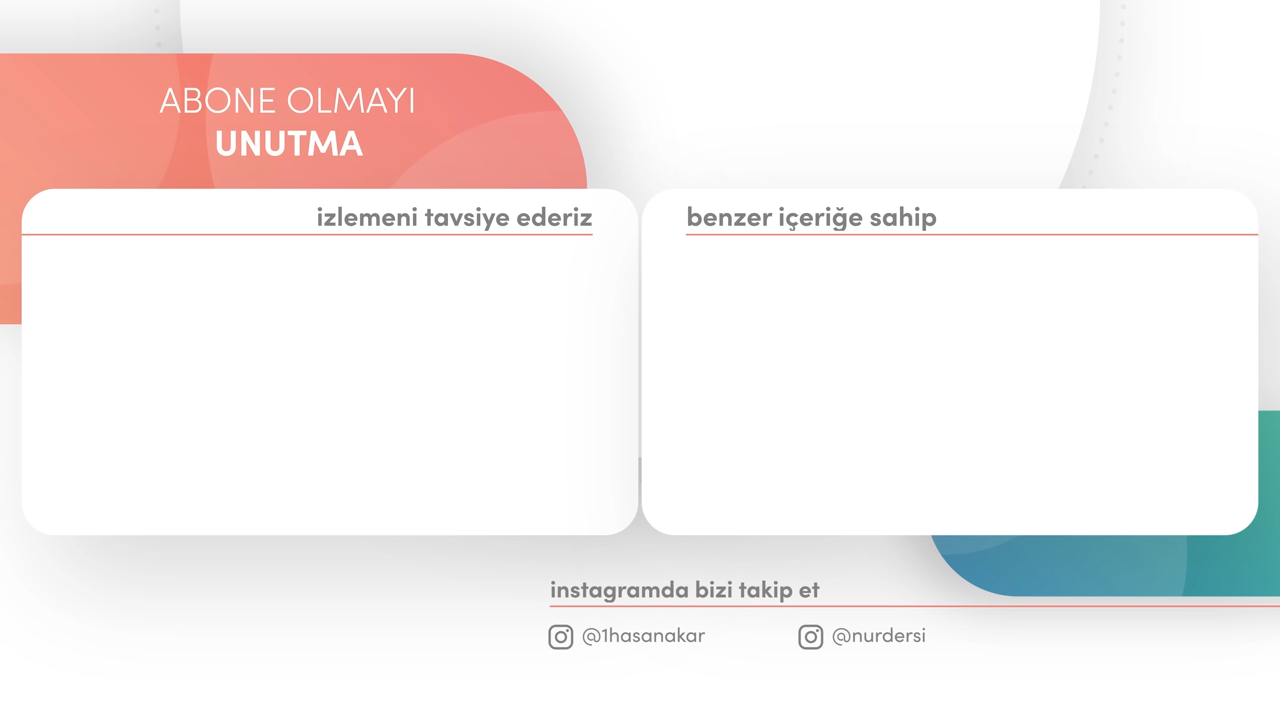 ABONE OLMAYI
UNUTMA
izlemeni tavsiye ederiz
benzer içeriğe sahip
instagramda bizi takip et
@1hasanakar
@nurdersi